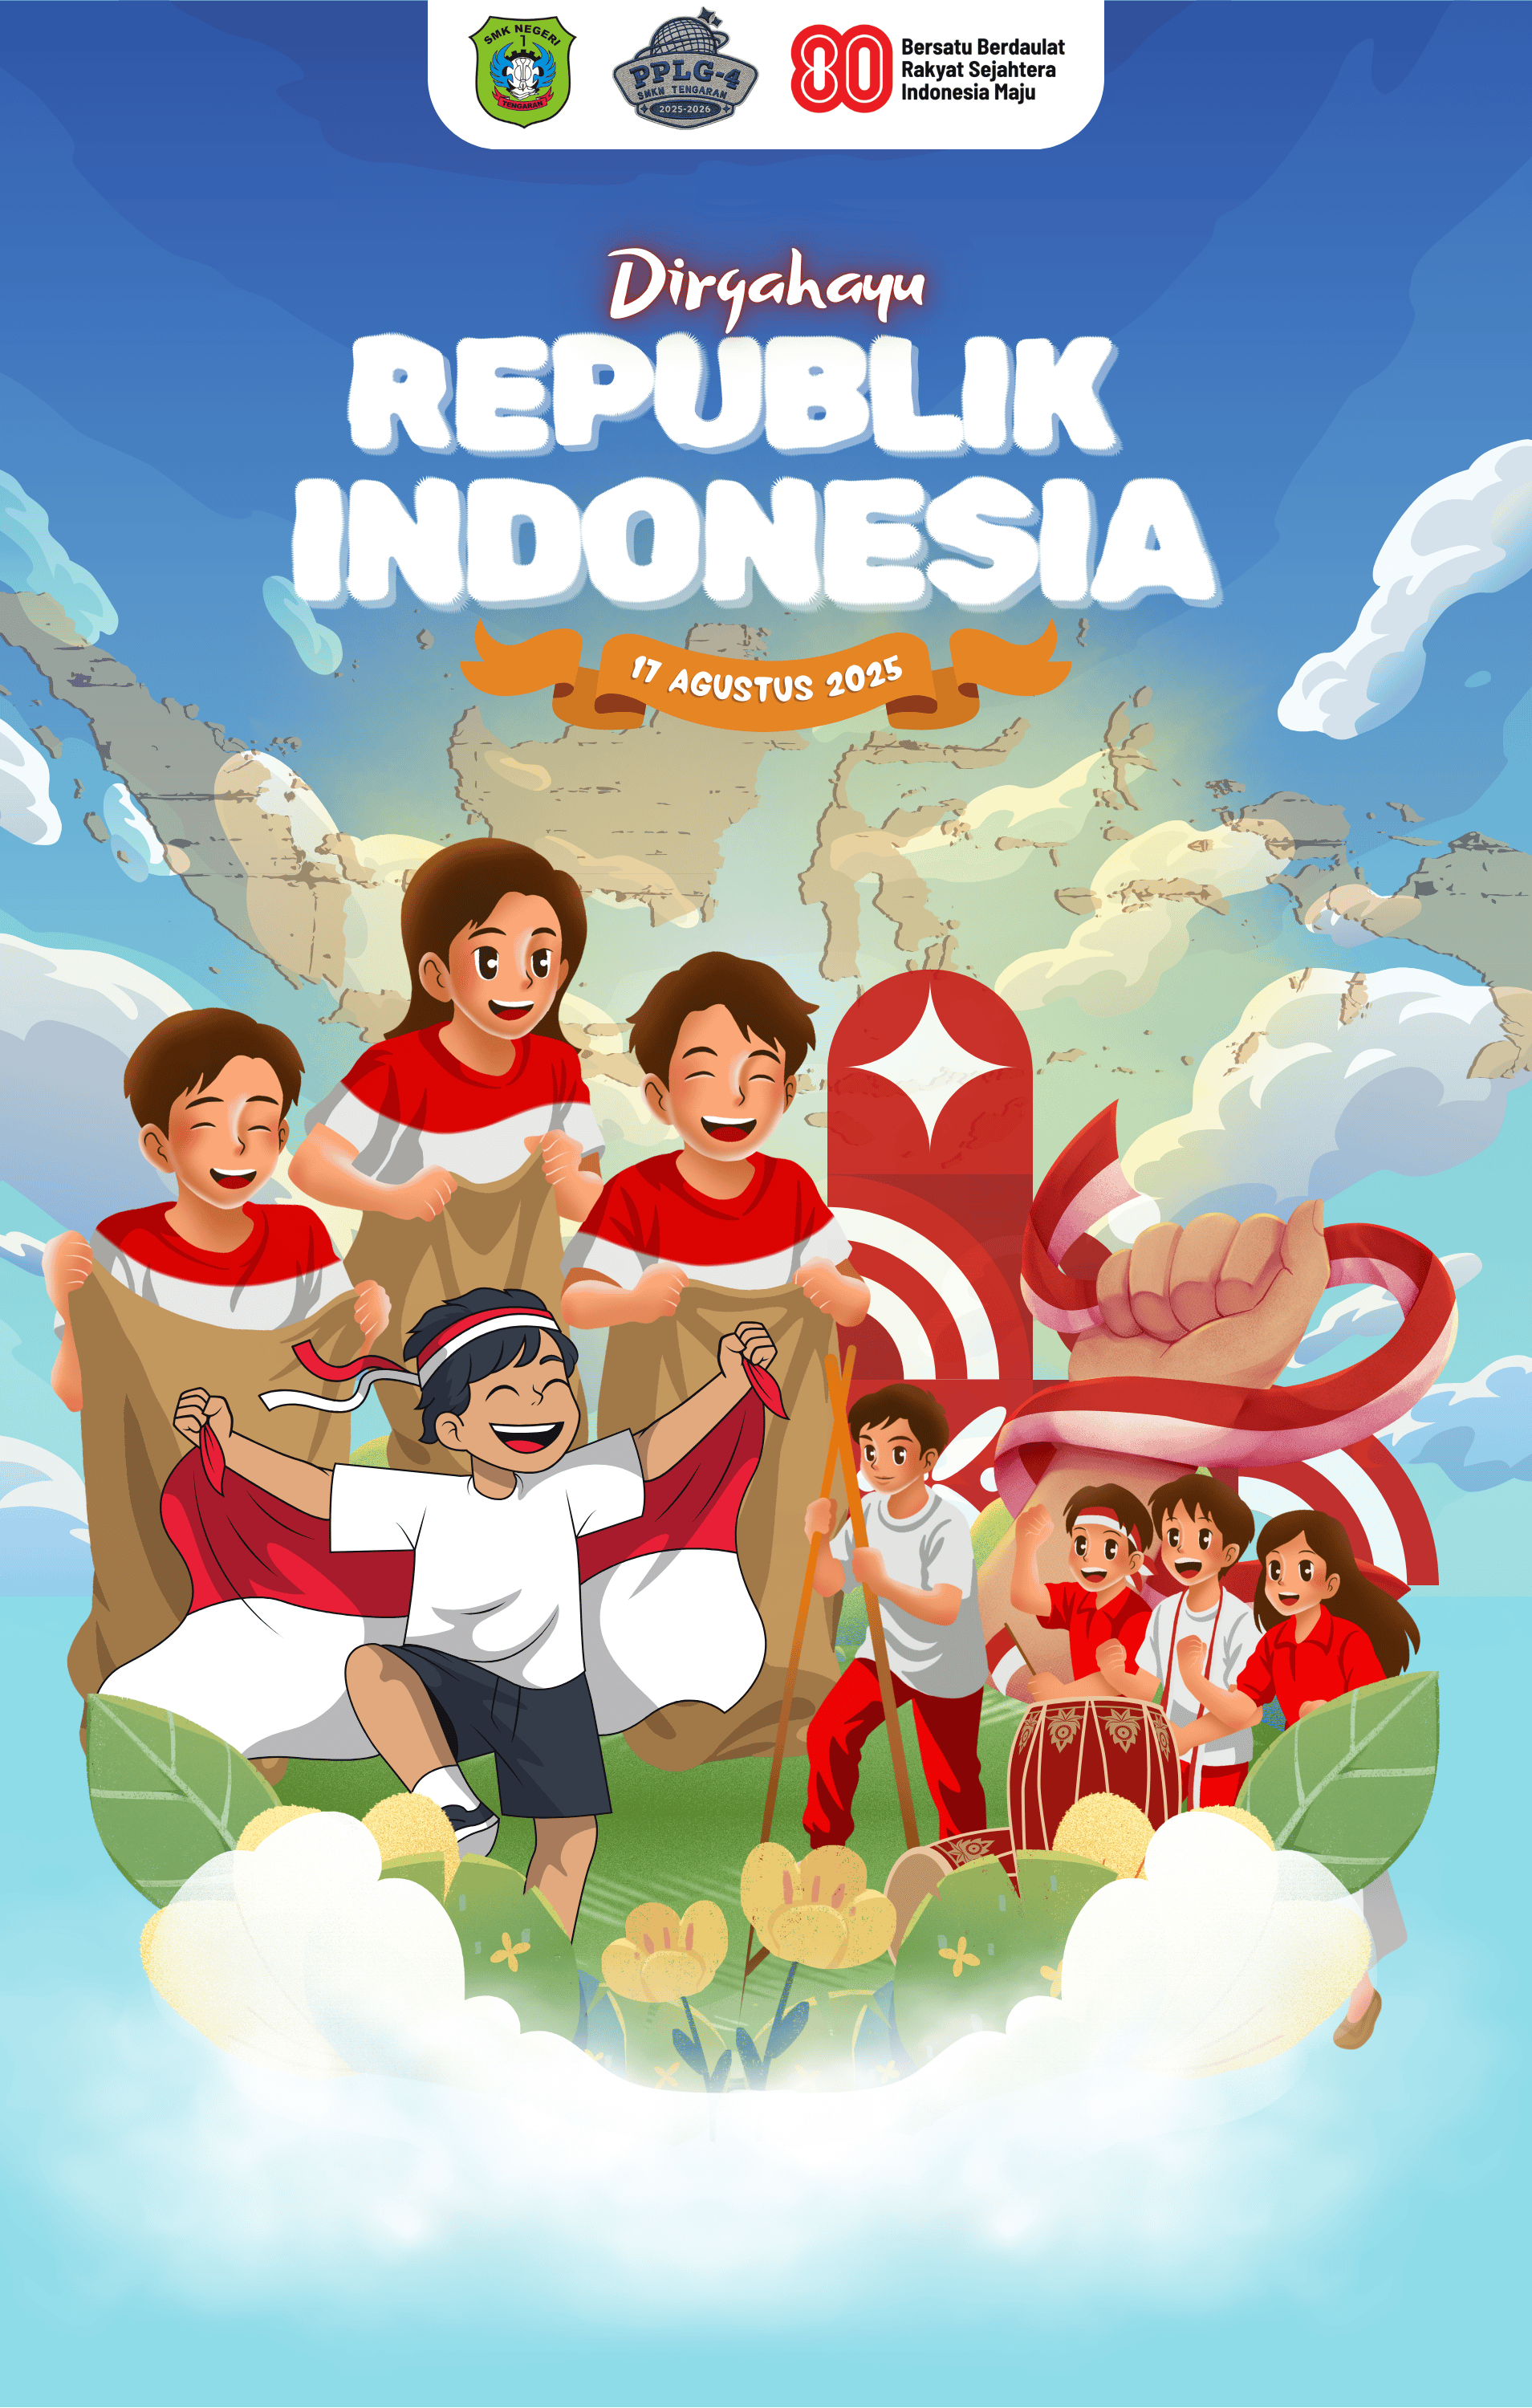 SMK NEGERI
1
TENGARAN
PPLG-4
SMKN TENGARAN
2025-2026
80
Bersatu Berdaulat
Rakyat Sejahtera
Indonesia Maju
Dirgahayu
REPUBLIK
INDONESIA
17 AGUSTUS 2025